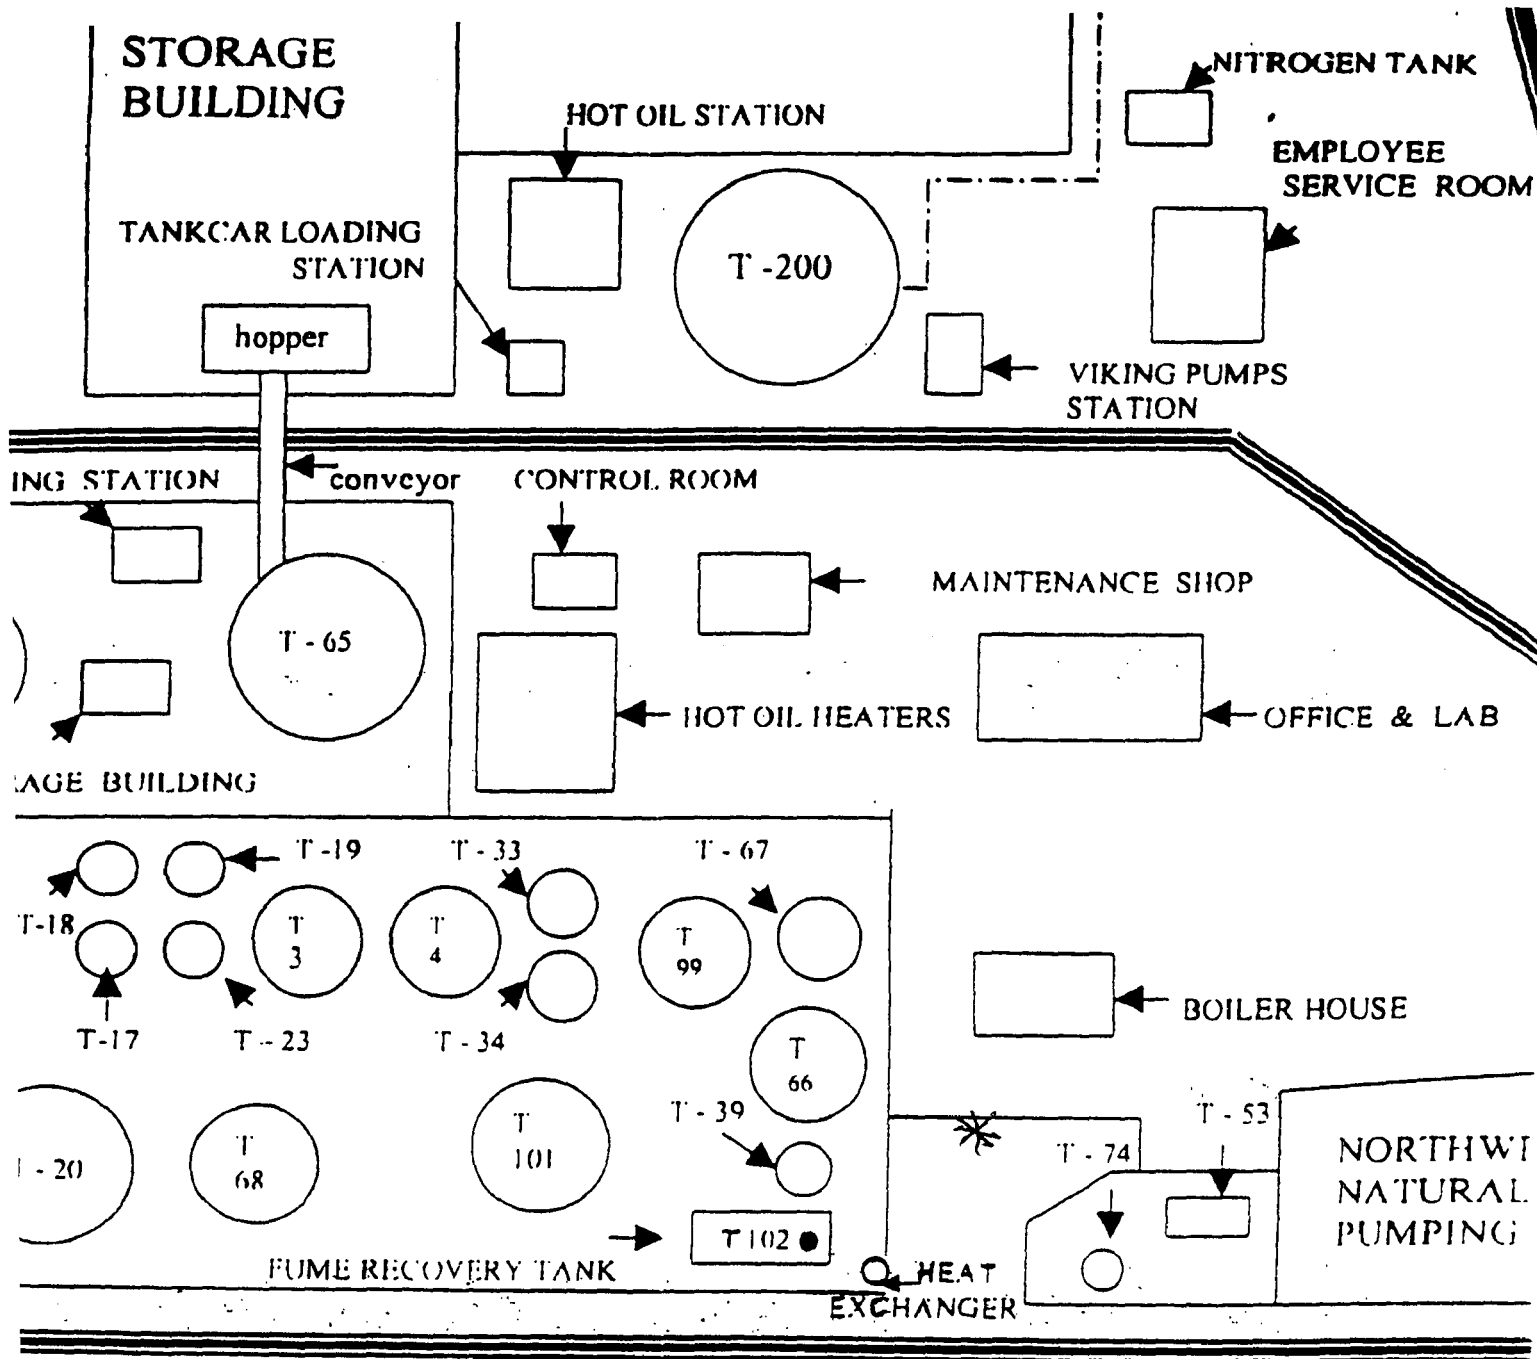 STORAGE
BUILDING
NITROGEN TANK
HOT OIL STATION
EMPLOYEE
SERVICE ROOM
TANKCAR LOADING
STATION
T -200
hopper
VIKING PUMPS
STATION
ING STATION
conveyor
CONTROL ROOM
MAINTENANCE SHOP
T - 65
HOT OIL HEATERS
OFFICE & LAB
AGE BUILDING
T -19
T - 33
T - 67
T-18
T
3
T
4
T
99
T-17
T - 23
T - 34
BOILER HOUSE
T
66
T - 39
T - 53
T - 74
- 20
T
68
T
101
NORTHWI
NATURAL
PUMPING
T 102
FUME RECOVERY TANK
HEAT
EXCHANGER